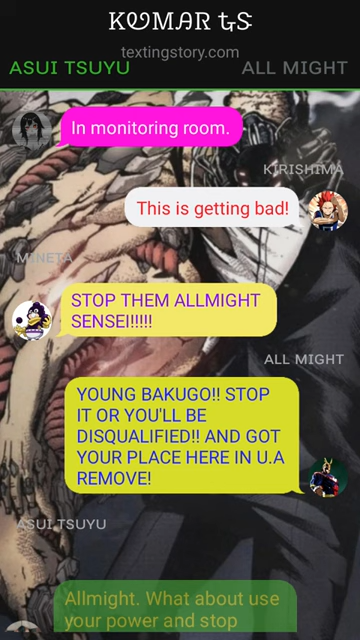 KUMAR GS
textingstory.com
ASUI TSUYU ALL MIGHT
In monitoring room.
KIRISHIMA
This is getting bad!
MINETA
STOP THEM ALLMIGHT
SENSEI!!!!!
ALL MIGHT
YOUNG BAKUGO!! STOP
IT OR YOU'LL BE
DISQUALIFIED!! AND GOT
YOUR PLACE HERE IN U.A
REMOVE!
ASUI TSUYU
Allmight. What about use
your power and stop